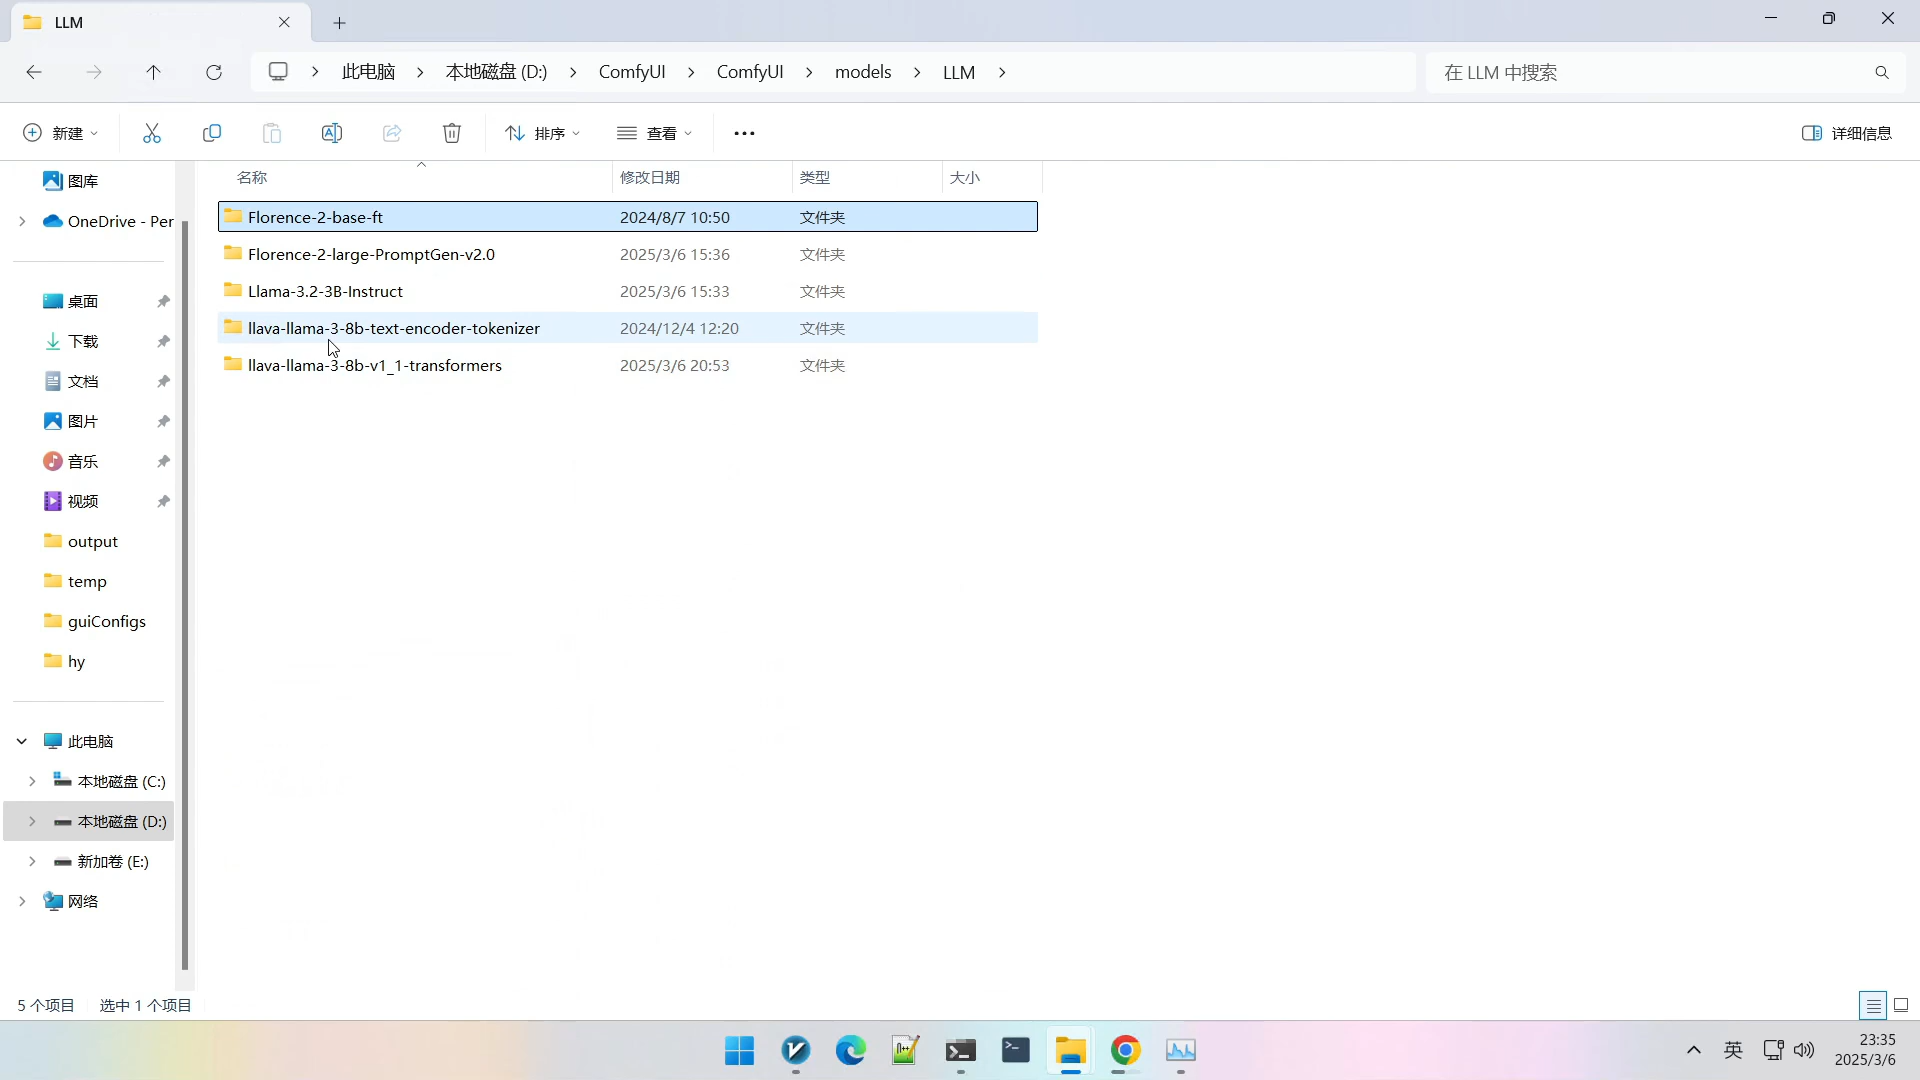 LLM
此电脑 本地磁盘 (D:) ComfyUI ComfyUI models LLM
在 LLM 中搜索
新建 排序 查看 详细信息
名称 修改日期 类型 大小
Florence-2-base-ft 2024/8/7 10:50 文件夹
Florence-2-large-PromptGen-v2.0 2025/3/6 15:36 文件夹
Llama-3.2-3B-Instruct 2025/3/6 15:33 文件夹
llava-llama-3-8b-text-encoder-tokenizer 2024/12/4 12:20 文件夹
llava-llama-3-8b-v1_1-transformers 2025/3/6 20:53 文件夹
图库
OneDrive - Per
桌面
下载
文档
图片
音乐
视频
output
temp
guiConfigs
hy
此电脑
本地磁盘 (C:)
本地磁盘 (D:)
新加卷 (E:)
网络
5 个项目 选中 1 个项目
英
23:35
2025/3/6